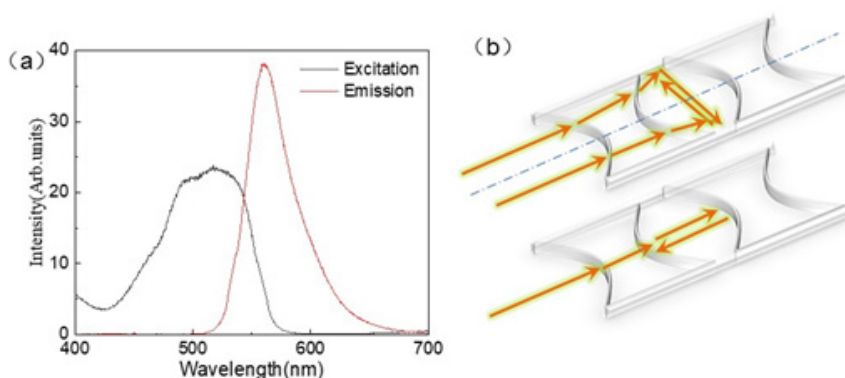 (a)
Intensity(Arb.units)
40
30
20
10
0
400
500
600
700
Wavelength(nm)
Excitation
Emission
(b)